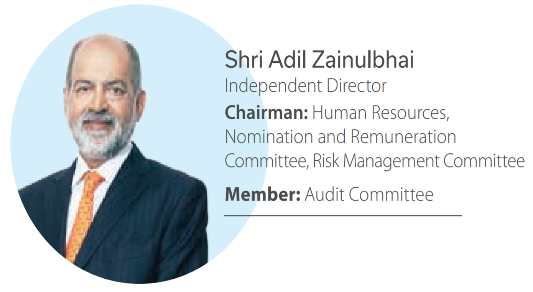 Shri Adil Zainulbhai
Independent Director
Chairman: Human Resources,
Nomination and Remuneration
Committee, Risk Management Committee
Member: Audit Committee